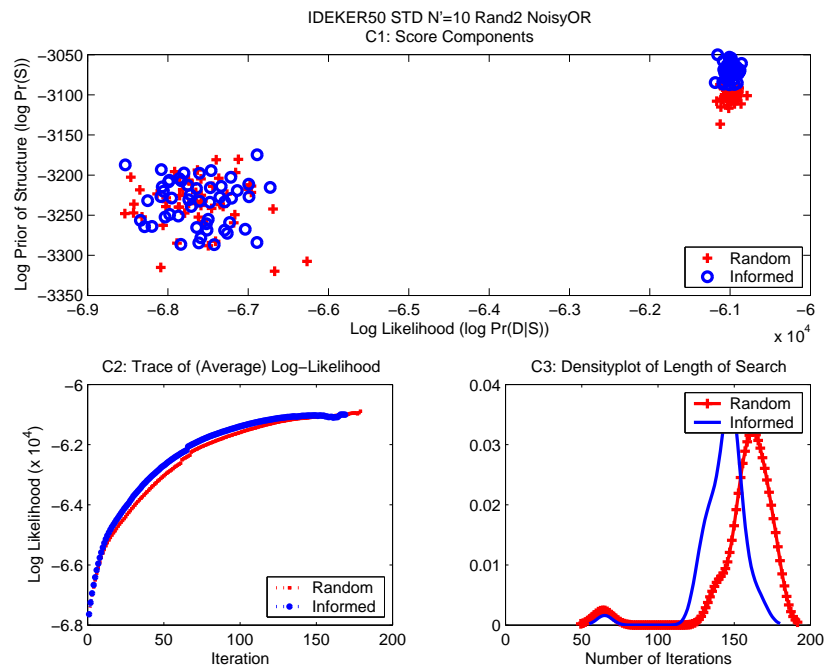 IDEKER50 STD N'=10 Rand2 NoisyOR
C1: Score Components
Log Prior of Structure (log Pr(S))
−3050
−3100
−3150
−3200
−3250
−3300
−3350
Random
Informed
−6.9 −6.8 −6.7 −6.6 −6.5 −6.4 −6.3 −6.2 −6.1 −6
Log Likelihood (log Pr(D|S))
x 10^4
C2: Trace of (Average) Log−Likelihood
Log Likelihood (x 10^4)
−6
−6.2
−6.4
−6.6
−6.8
Random
Informed
0 50 100 150 200
Iteration
C3: Densityplot of Length of Search
0.04
0.03
0.02
0.01
0
Random
Informed
0 50 100 150 200
Number of Iterations